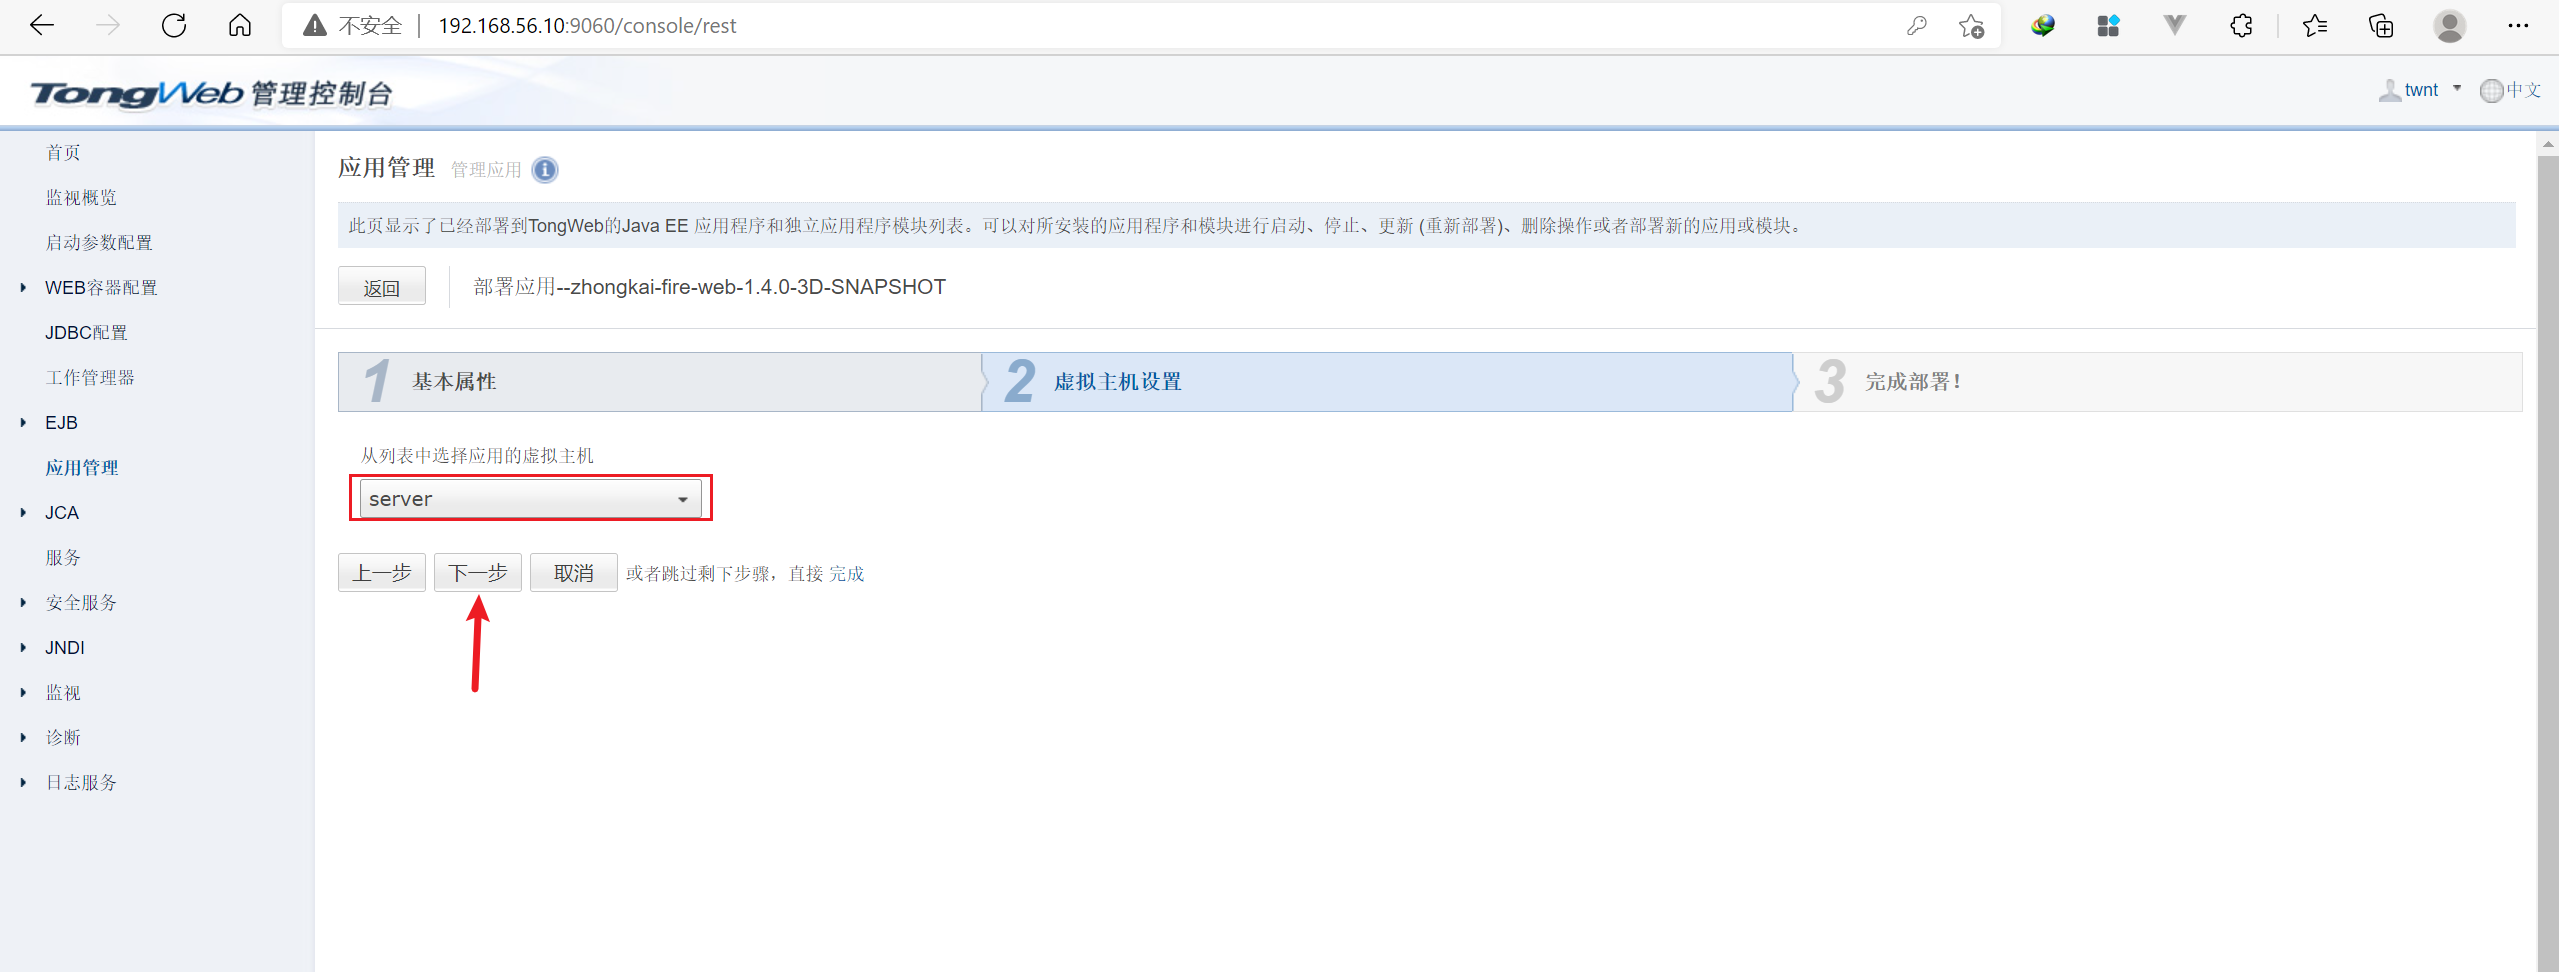 不安全 192.168.56.10:9060/console/rest
TongWeb 管理控制台
twnt 中文
首页
监视概览
启动参数配置
WEB容器配置
JDBC配置
工作管理器
EJB
应用管理
JCA
服务
安全服务
JNDI
监视
诊断
日志服务
应用管理 管理应用
此页显示了已经部署到TongWeb的Java EE 应用程序和独立应用程序模块列表。可以对所安装的应用程序和模块进行启动、停止、更新 (重新部署)、删除操作或者部署新的应用或模块。
返回 部署应用--zhongkai-fire-web-1.4.0-3D-SNAPSHOT
1 基本属性 2 虚拟主机设置 3 完成部署!
从列表中选择应用的虚拟主机
server
上一步 下一步 取消 或者跳过剩下步骤，直接 完成